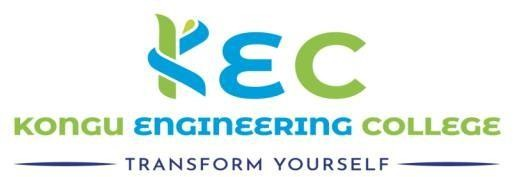 KEC
KONGU ENGINEERING COLLEGE
TRANSFORM YOURSELF